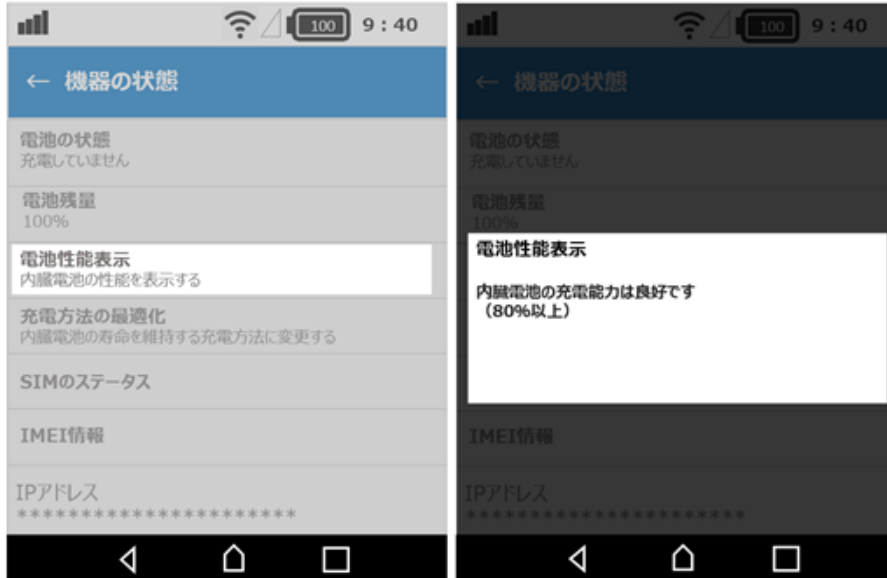 100 9:40
← 機器の状態
電池の状態
充電していません
電池残量
100%
電池性能表示
内臓電池の性能を表示する
充電方法の最適化
内臓電池の寿命を維持する充電方法に変更する
SIMのステータス
IMEI情報
IPアドレス
**********************
100 9:40
← 機器の状態
電池の状態
充電していません
電池残量
100%
電池性能表示
内臓電池の充電能力は良好です
（80%以上）
IMEI情報
IPアドレス
**********************